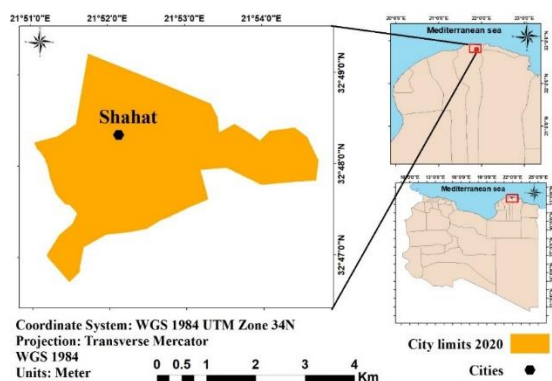 21°51'0"E 21°52'0"E 21°53'0"E 21°54'0"E
Shahat
32°49'0"N
32°48'0"N
32°47'0"N
Mediterranean sea
Mediterranean sea
Coordinate System: WGS 1984 UTM Zone 34N
Projection: Transverse Mercator
WGS 1984
Units: Meter
0 0.5 1 2 3 4
Km
City limits 2020
Cities